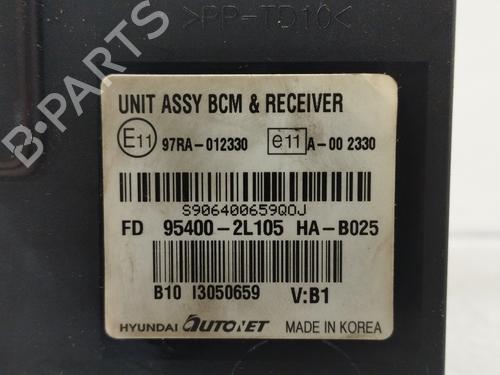 >PP-TD10<
UNIT ASSY BCM & RECEIVER
E11 97RA-012330 e11 A-00 2330
S906400659QOJ
FD 95400-2L105 HA-B025
B10 I3050659 V:B1
HYUNDAI AUTONET MADE IN KOREA
B-PARTS